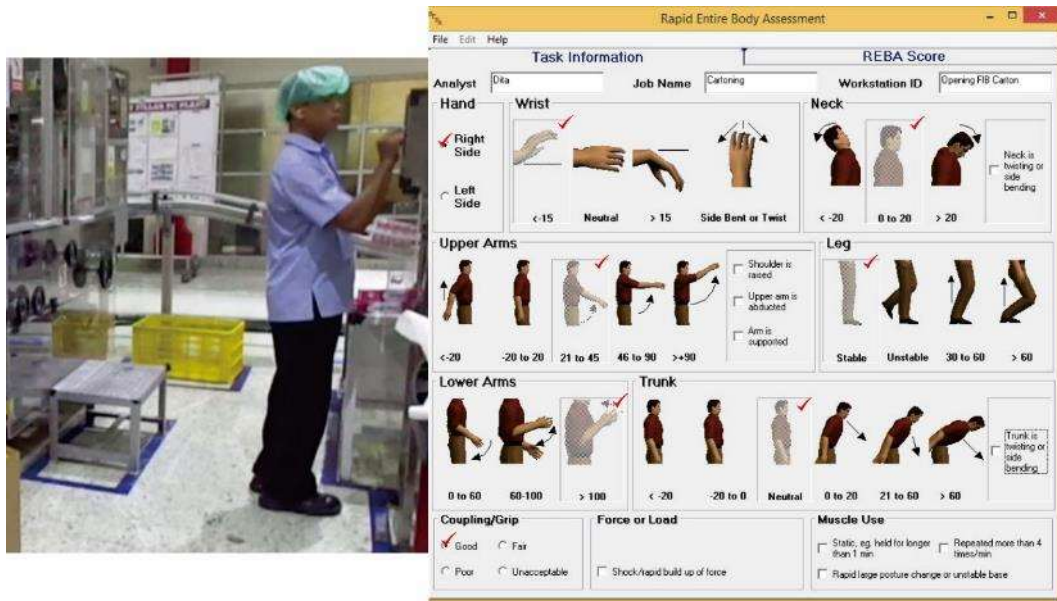 FILLER PC PLANT
Rapid Entire Body Assessment
File Edit Help
Task Information
REBA Score
Analyst Dita
Job Name Cartoning
Workstation ID Opening FIB Carton
Hand
Right Side
Left Side
Wrist
<-15 Neutral > 15 Side Bent or Twist
Neck
< -20 0 to 20 > 20
Neck is
twisting or
side
bending
Upper Arms
<-20 -20 to 20 21 to 45 46 to 90 >+90
Shoulder is
raised
Upper arm is
abducted
Arm is
supported
Leg
Stable Unstable 30 to 60 > 60
Lower Arms
0 to 60 60-100 > 100
Trunk
< -20 -20 to 0 Neutral 0 to 20 21 to 60 > 60
Trunk is
twisting or
side
bending
Coupling/Grip
Good Fair
Poor Unacceptable
Force or Load
Shock/rapid build up of force
Muscle Use
Static, eg. held for longer
than 1 min
Repeated more than 4
times/min
Rapid large posture change or unstable base